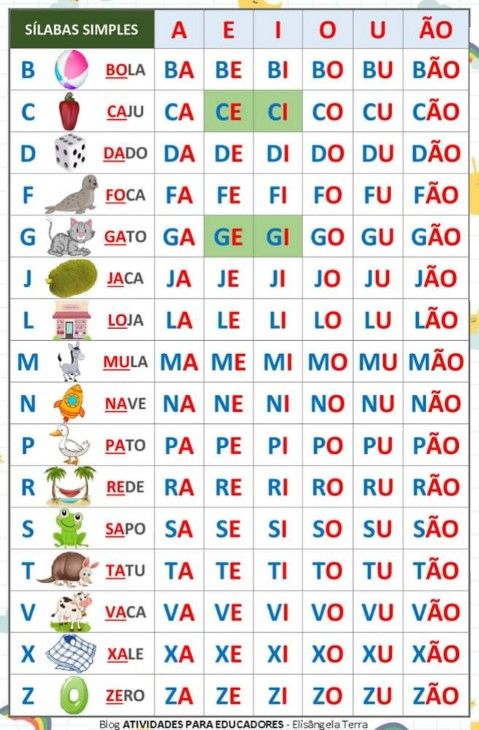 SÍLABAS SIMPLES A E I O U ÃO
B BOLA BA BE BI BO BU BÃO
C CAJU CA CE CI CO CU CÃO
D DADO DA DE DI DO DU DÃO
F FOCA FA FE FI FO FU FÃO
G GATO GA GE GI GO GU GÃO
J JACA JA JE JI JO JU JÃO
L LOJA LA LE LI LO LU LÃO
M MULA MA ME MI MO MU MÃO
N NAVE NA NE NI NO NU NÃO
P PATO PA PE PI PO PU PÃO
R REDE RA RE RI RO RU RÃO
S SAPO SA SE SI SO SU SÃO
T TATU TA TE TI TO TU TÃO
V VACA VA VE VI VO VU VÃO
X XALE XA XE XI XO XU XÃO
Z ZERO ZA ZE ZI ZO ZU ZÃO
Blog ATIVIDADES PARA EDUCADORES - Elisângela Terra